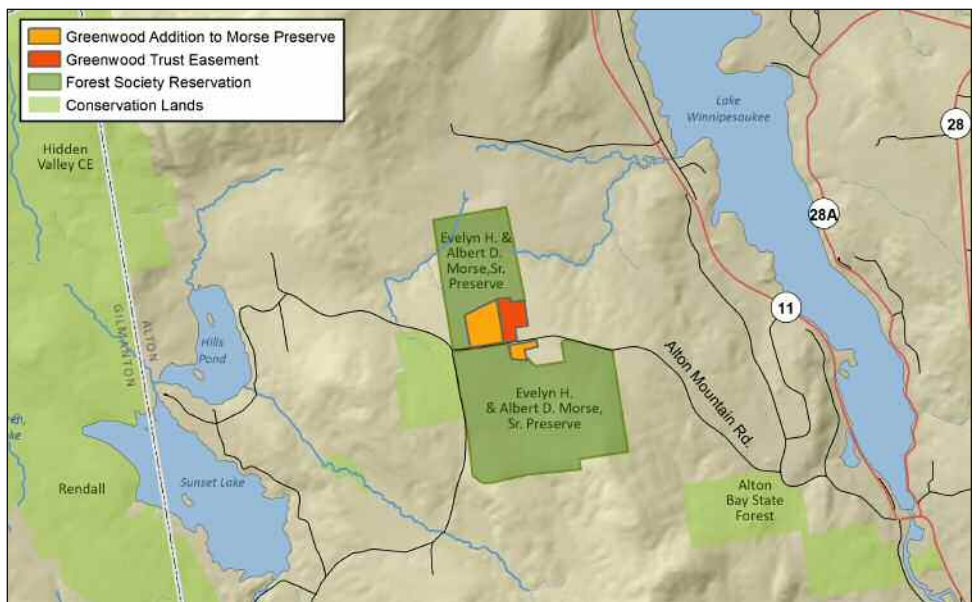 Greenwood Addition to Morse Preserve
Greenwood Trust Easement
Forest Society Reservation
Conservation Lands
Lake
Winnipesaukee
28
Hidden
Valley CE
28A
Evelyn H. &
Albert D.
Morse,Sr.
Preserve
11
ALTON
GILMANTON
Hills
Pond
Alton Mountain Rd.
Evelyn H.
& Albert D. Morse,
Sr. Preserve
Rendall
Sunset Lake
Alton
Bay State
Forest